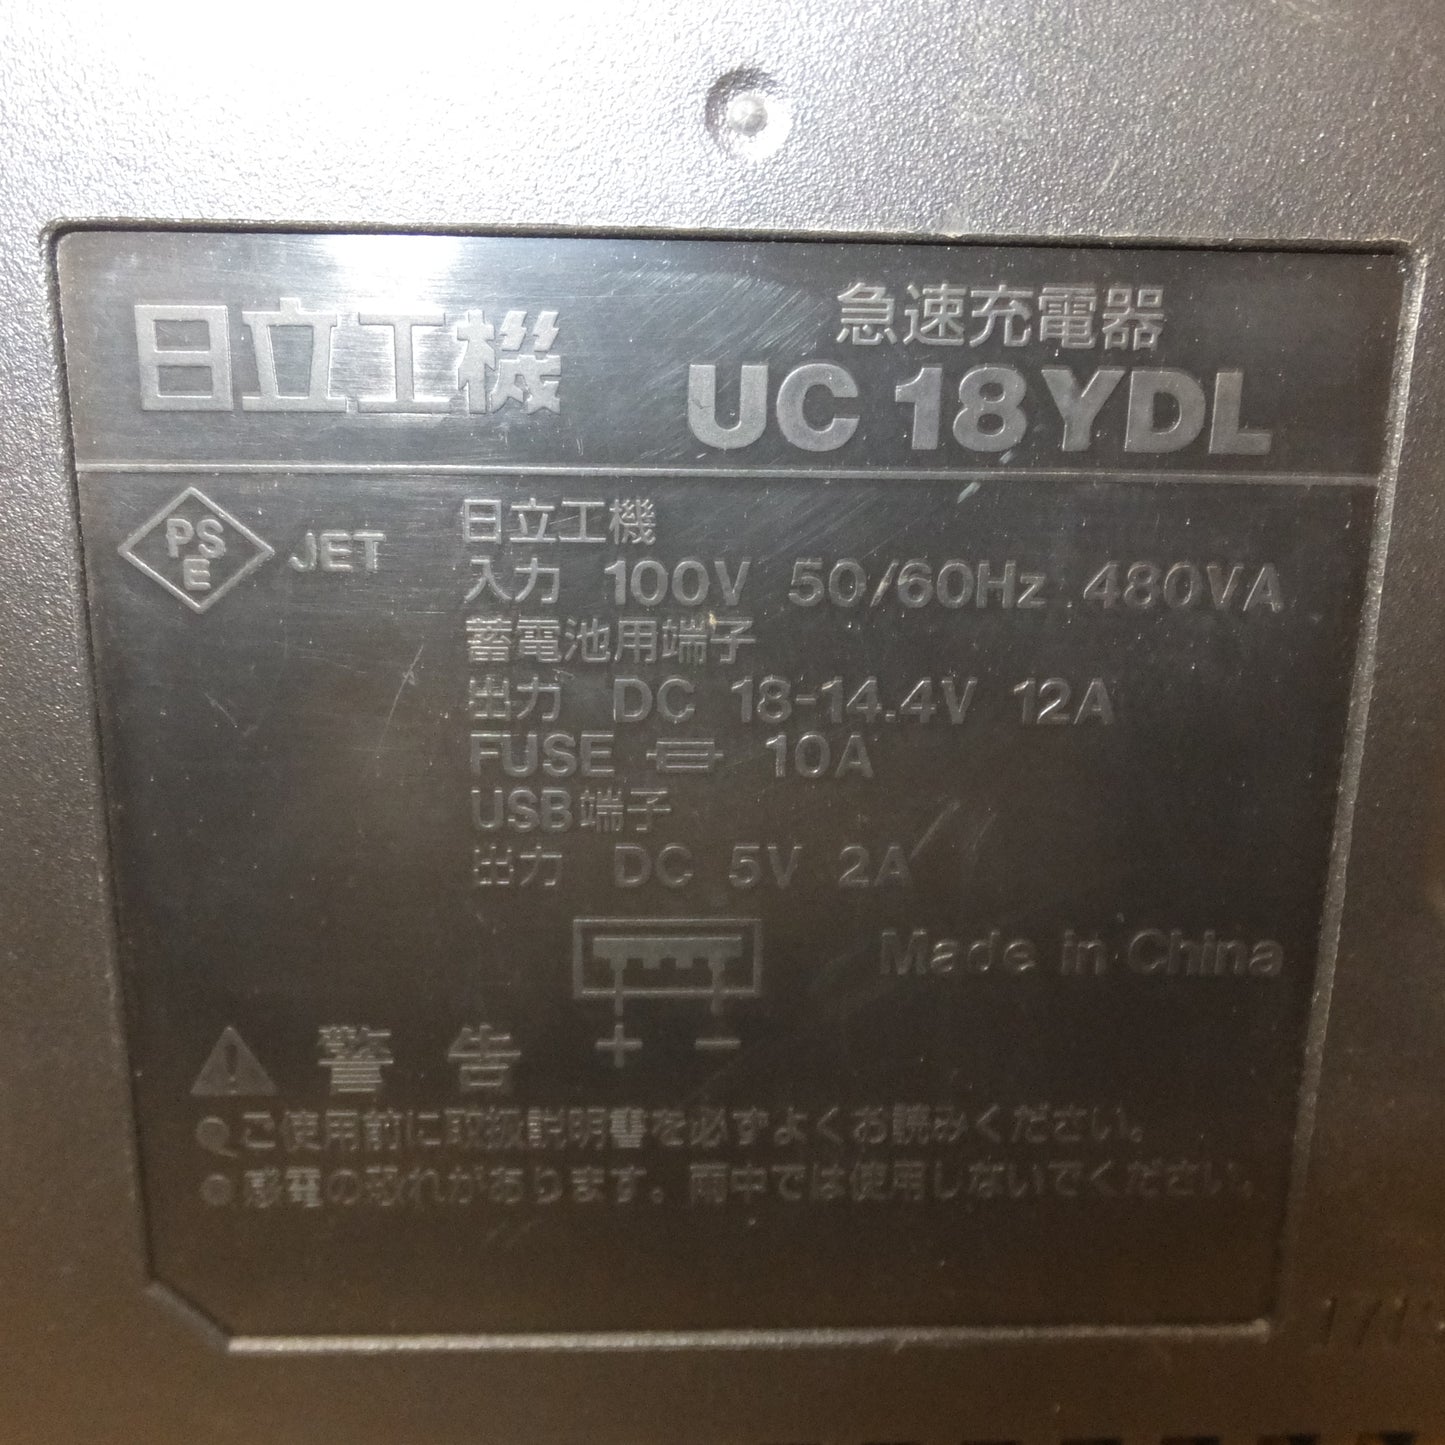 日立工機
急速充電器
UC 18YDL
PS
E
JET
日立工機
入力 100V 50/60Hz 480VA
蓄電池用端子
出力 DC 18-14.4V 12A
FUSE 10A
USB端子
出力 DC 5V 2A
Made in China
+ −
警 告
●ご使用前に取扱説明書を必ずよくお読みください。
●感電の恐れがあります。雨中では使用しないでください。